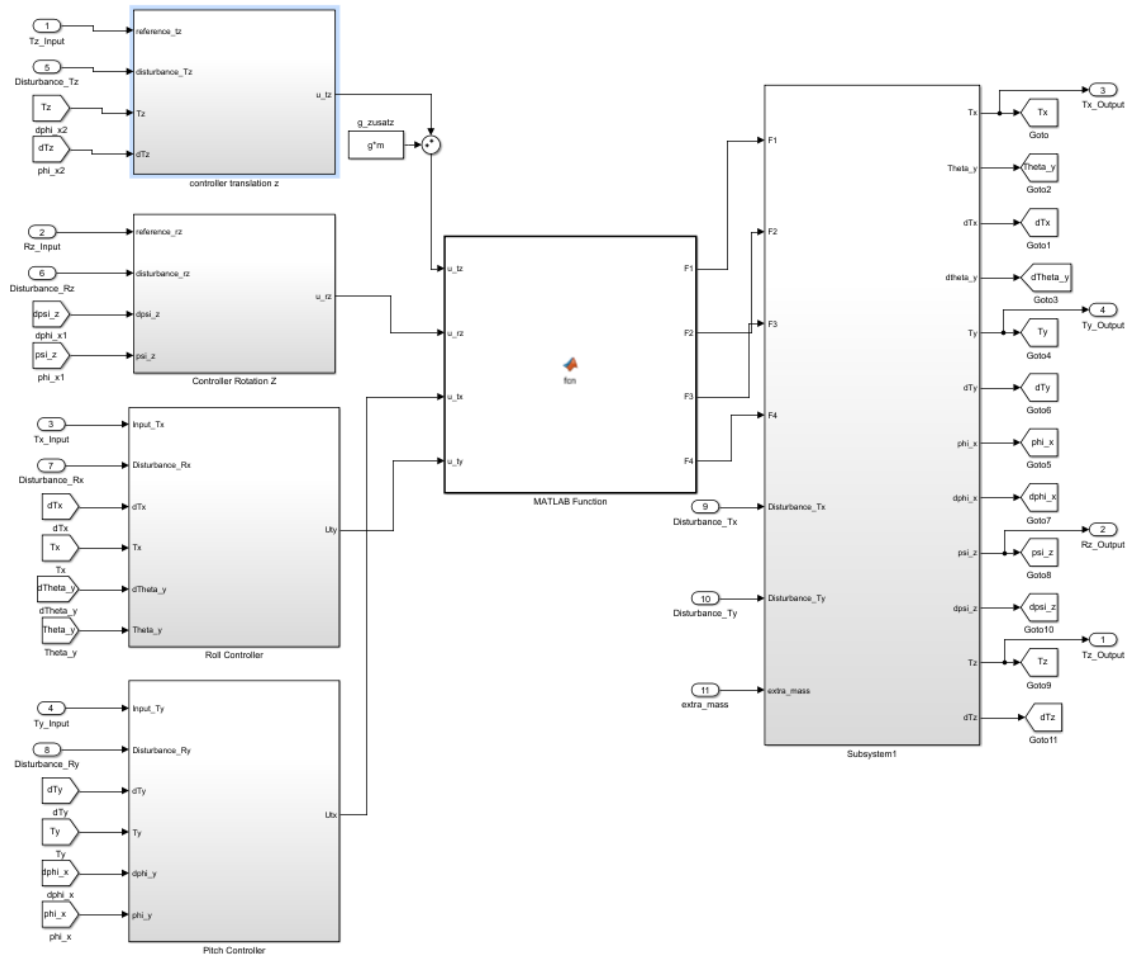 1
Tz_Input
5
Disturbance_Tz
Tz
dphi_x2
dTz
phi_x2
reference_tz
disturbance_Tz
Tz
dTz
u_tz
controller translation z
g_zusatz
g*m
2
Rz_Input
6
Disturbance_Rz
dpsi_z
dphi_x1
psi_z
phi_x1
reference_rz
disturbance_rz
dpsi_z
psi_z
u_rz
Controller Rotation Z
3
Tx_Input
7
Disturbance_Rx
dTx
dTx
Tx
Tx
dTheta_y
dTheta_y
Theta_y
Theta_y
Input_Tx
Disturbance_Rx
dTx
Tx
dTheta_y
Theta_y
Uty
Roll Controller
4
Ty_Input
8
Disturbance_Ry
dTy
dTy
Ty
Ty
dphi_x
dphi_x
phi_x
phi_x
Input_Ty
Disturbance_Ry
dTy
Ty
dphi_y
phi_y
Utx
Pitch Controller
u_tz
u_rz
u_tx
u_ty
fcn
F1
F2
F3
F4
MATLAB Function
9
Disturbance_Tx
10
Disturbance_Ty
11
extra_mass
F1
F2
F3
F4
Disturbance_Tx
Disturbance_Ty
extra_mass
Tx
Theta_y
dTx
dtheta_y
Ty
dTy
phi_x
dphi_x
psi_z
dpsi_z
Tz
dTz
Subsystem1
3
Tx_Output
Tx
Goto
Theta_y
Goto2
dTx
Goto1
dTheta_y
Goto3
4
Ty_Output
Ty
Goto4
dTy
Goto6
phi_x
Goto5
dphi_x
Goto7
2
Rz_Output
psi_z
Goto8
dpsi_z
Goto10
1
Tz_Output
Tz
Goto9
dTz
Goto11